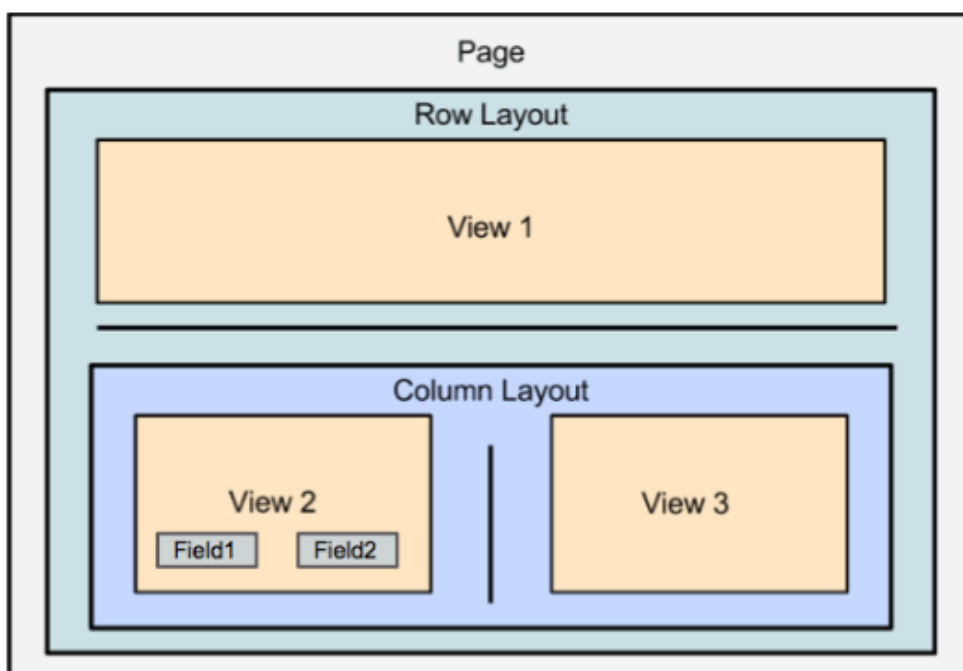 Page
Row Layout
View 1
Column Layout
View 2
Field1
Field2
View 3